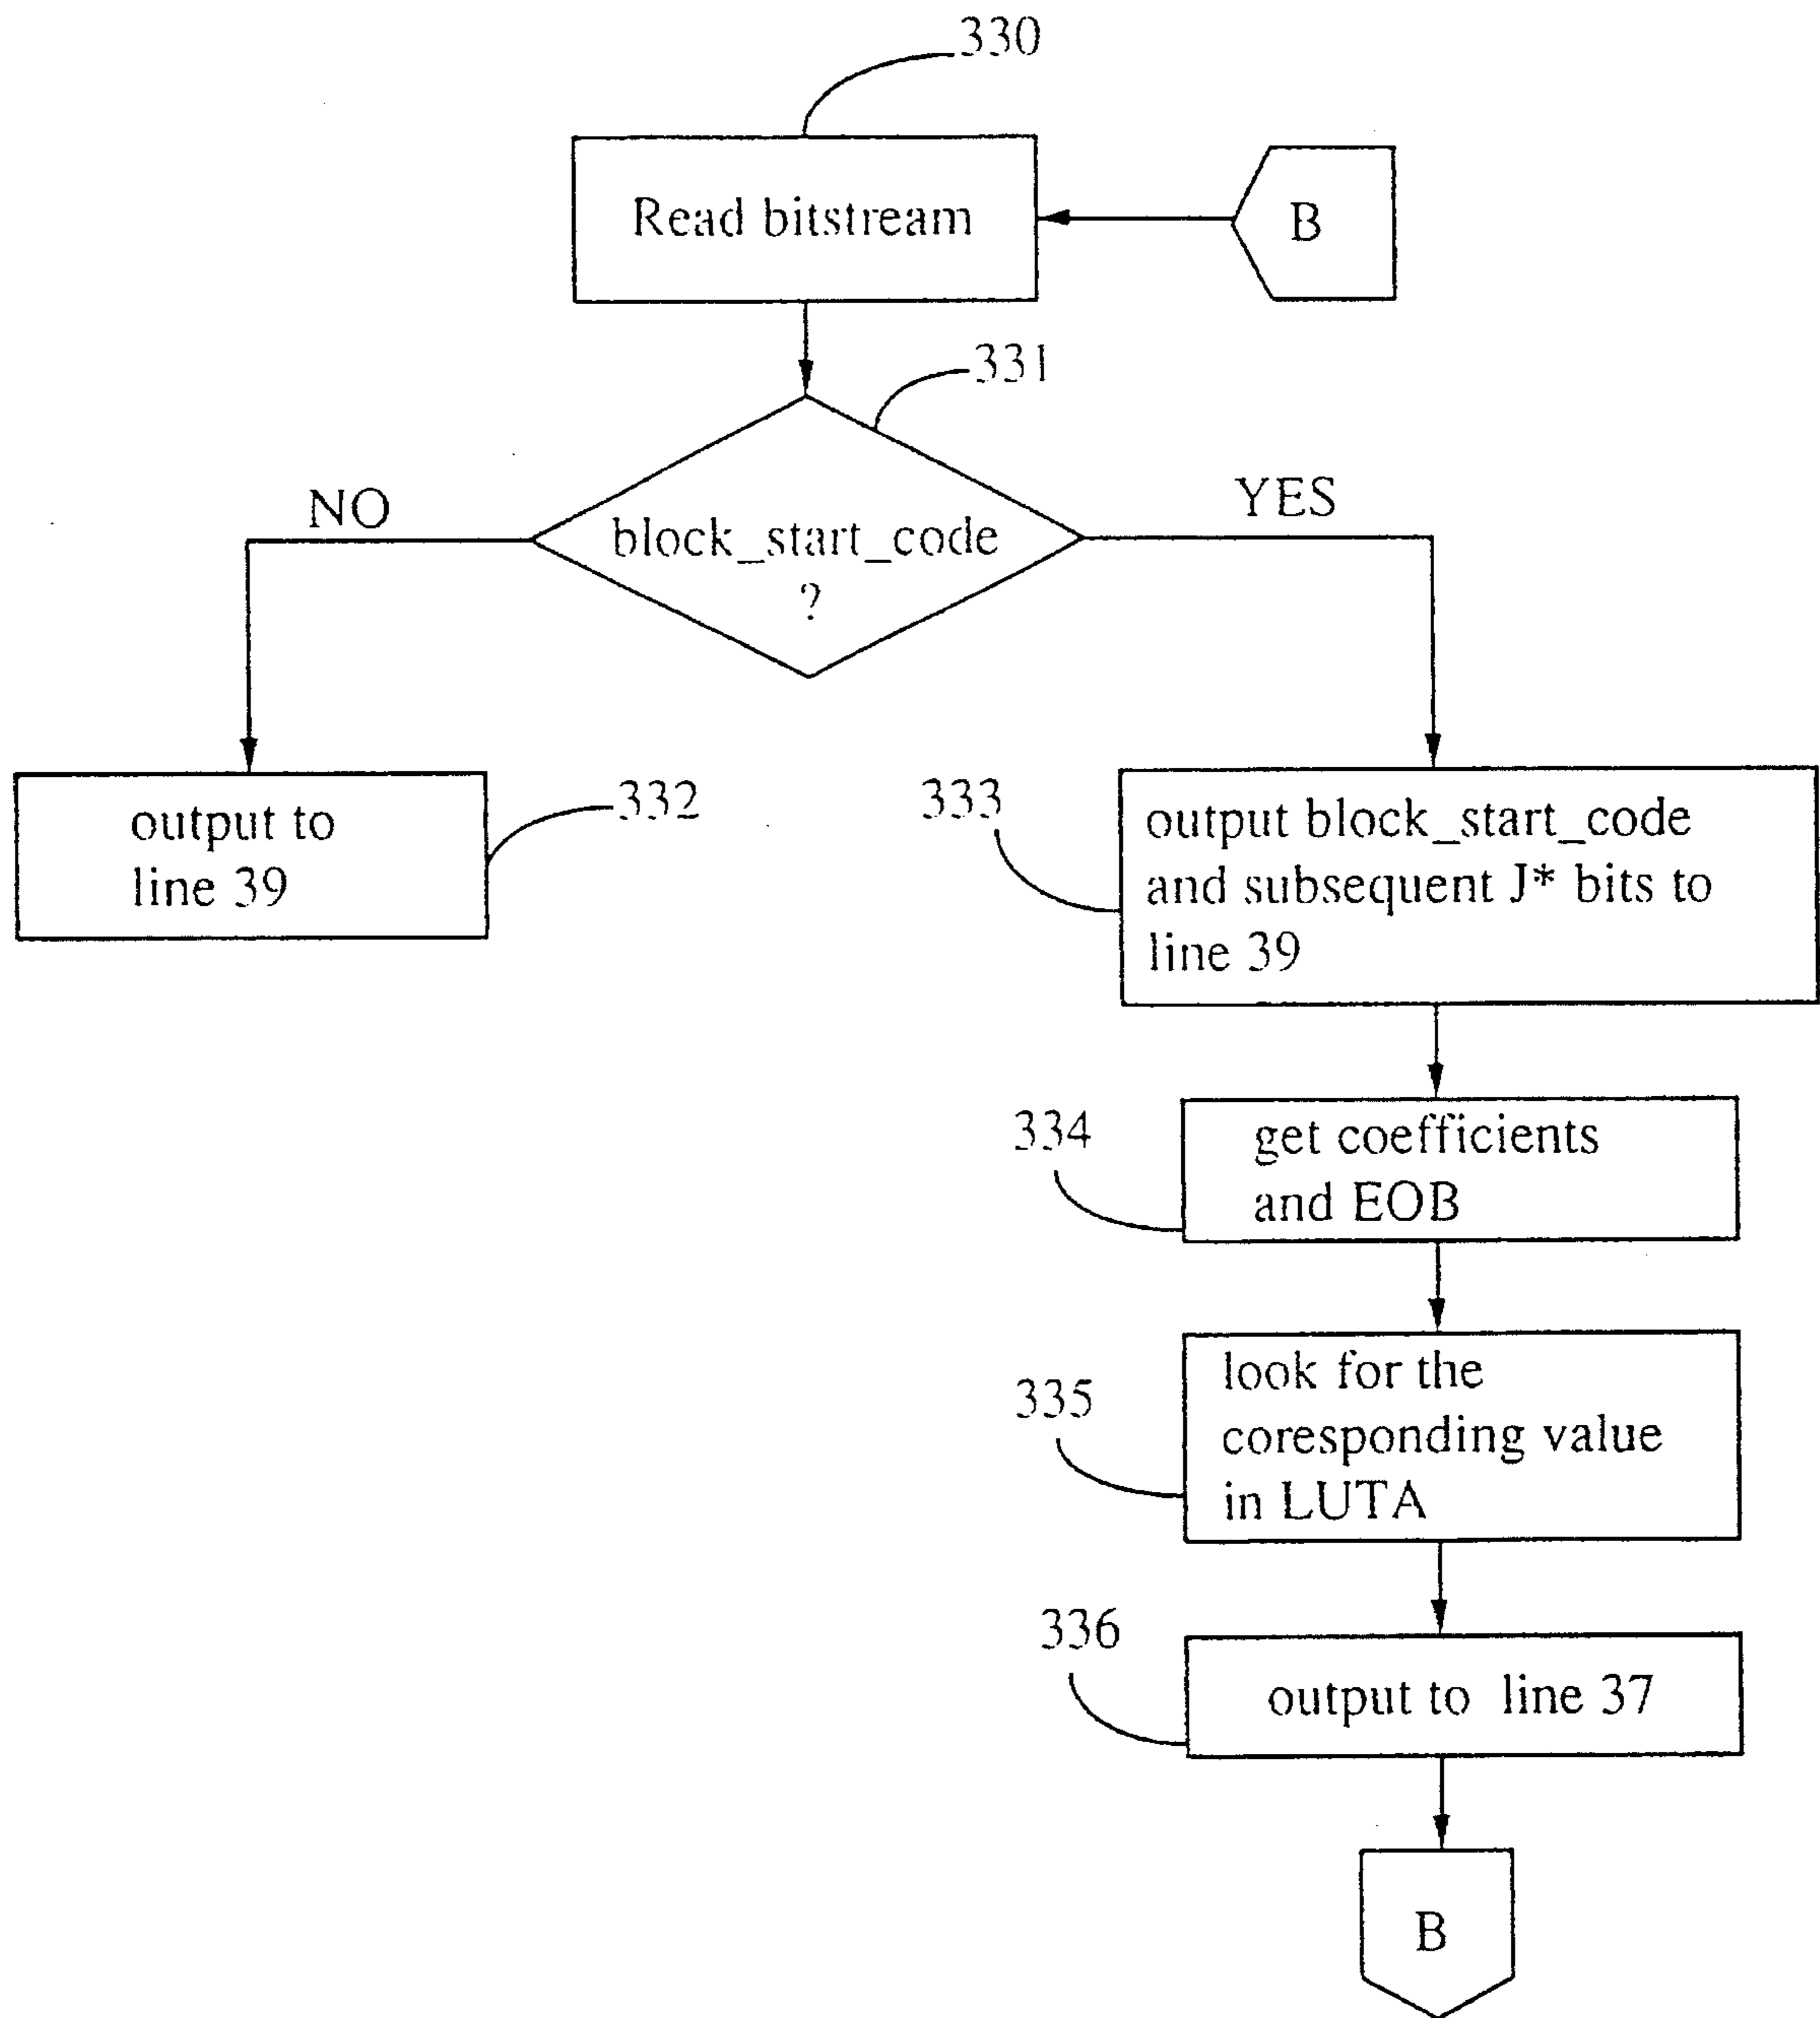 330
Read bitstream
B
331
NO
YES
block_start_code
?
output to
line 39
332
333
output block_start_code
and subsequent J* bits to
line 39
334
get coefficients
and EOB
335
look for the
coresponding value
in LUTA
336
output to line 37
B